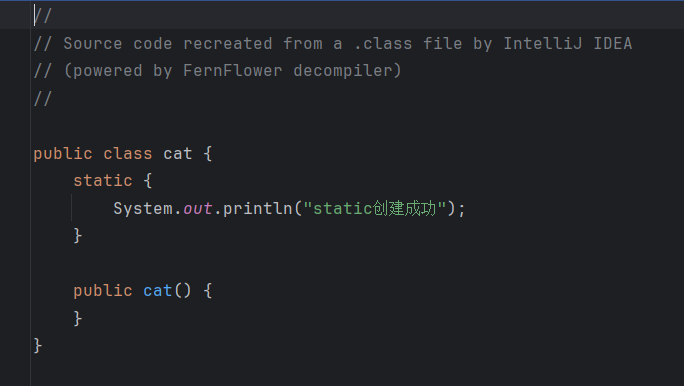 //
// Source code recreated from a .class file by IntelliJ IDEA
// (powered by FernFlower decompiler)
//
public class cat {
static {
System.out.println("static创建成功");
}
public cat() {
}
}